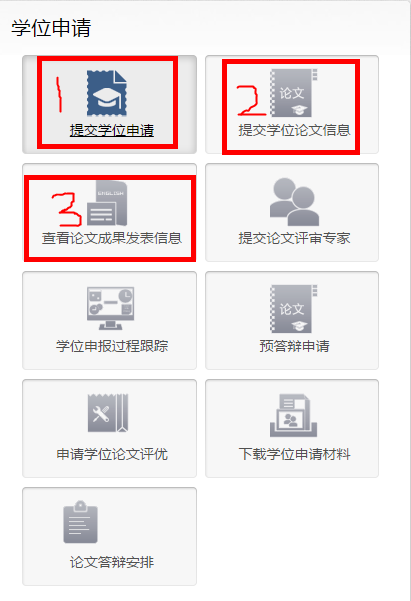 学位申请
1
提交学位申请
2
论文
提交学位论文信息
3
ENGLISH
查看论文成果发表信息
提交论文评审专家
学位申报过程跟踪
论文
预答辩申请
申请学位论文评优
下载学位申请材料
论文答辩安排